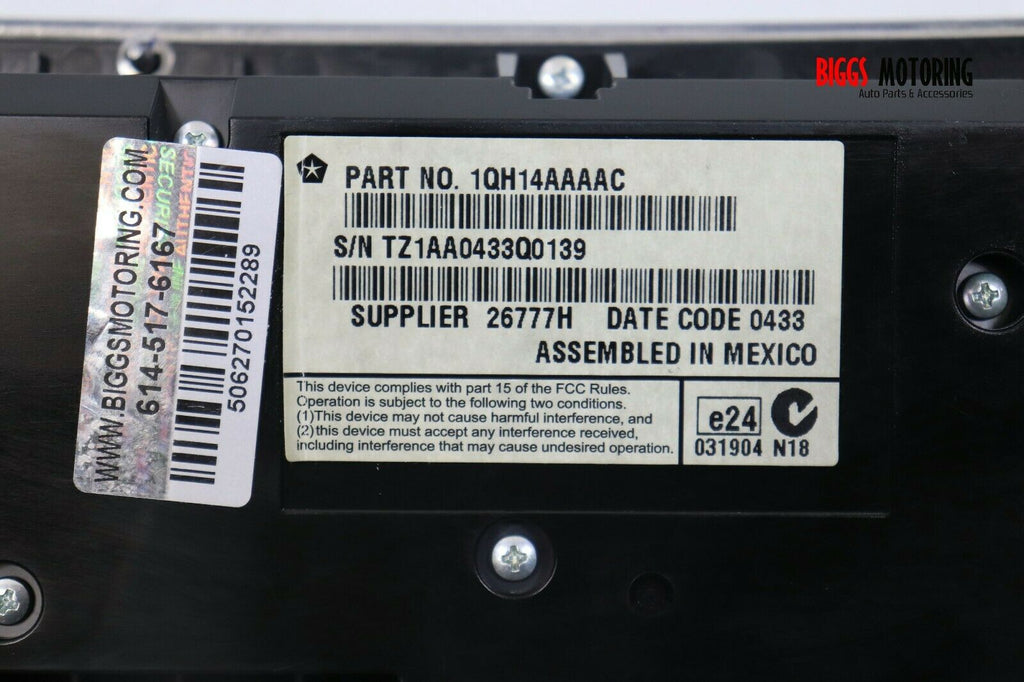 BIGGS MOTORING
Auto Parts & Accessories
WWW.BIGGSMOTORING.COM
614-517-6167
506270152289
PART NO. 1QH14AAAAC
S/N TZ1AA0433Q0139
SUPPLIER 26777H DATE CODE 0433
ASSEMBLED IN MEXICO
This device complies with part 15 of the FCC Rules.
Operation is subject to the following two conditions.
(1)This device may not cause harmful interference, and
(2)this device must accept any interference received,
including interference that may cause undesired operation.
e24
031904 N18